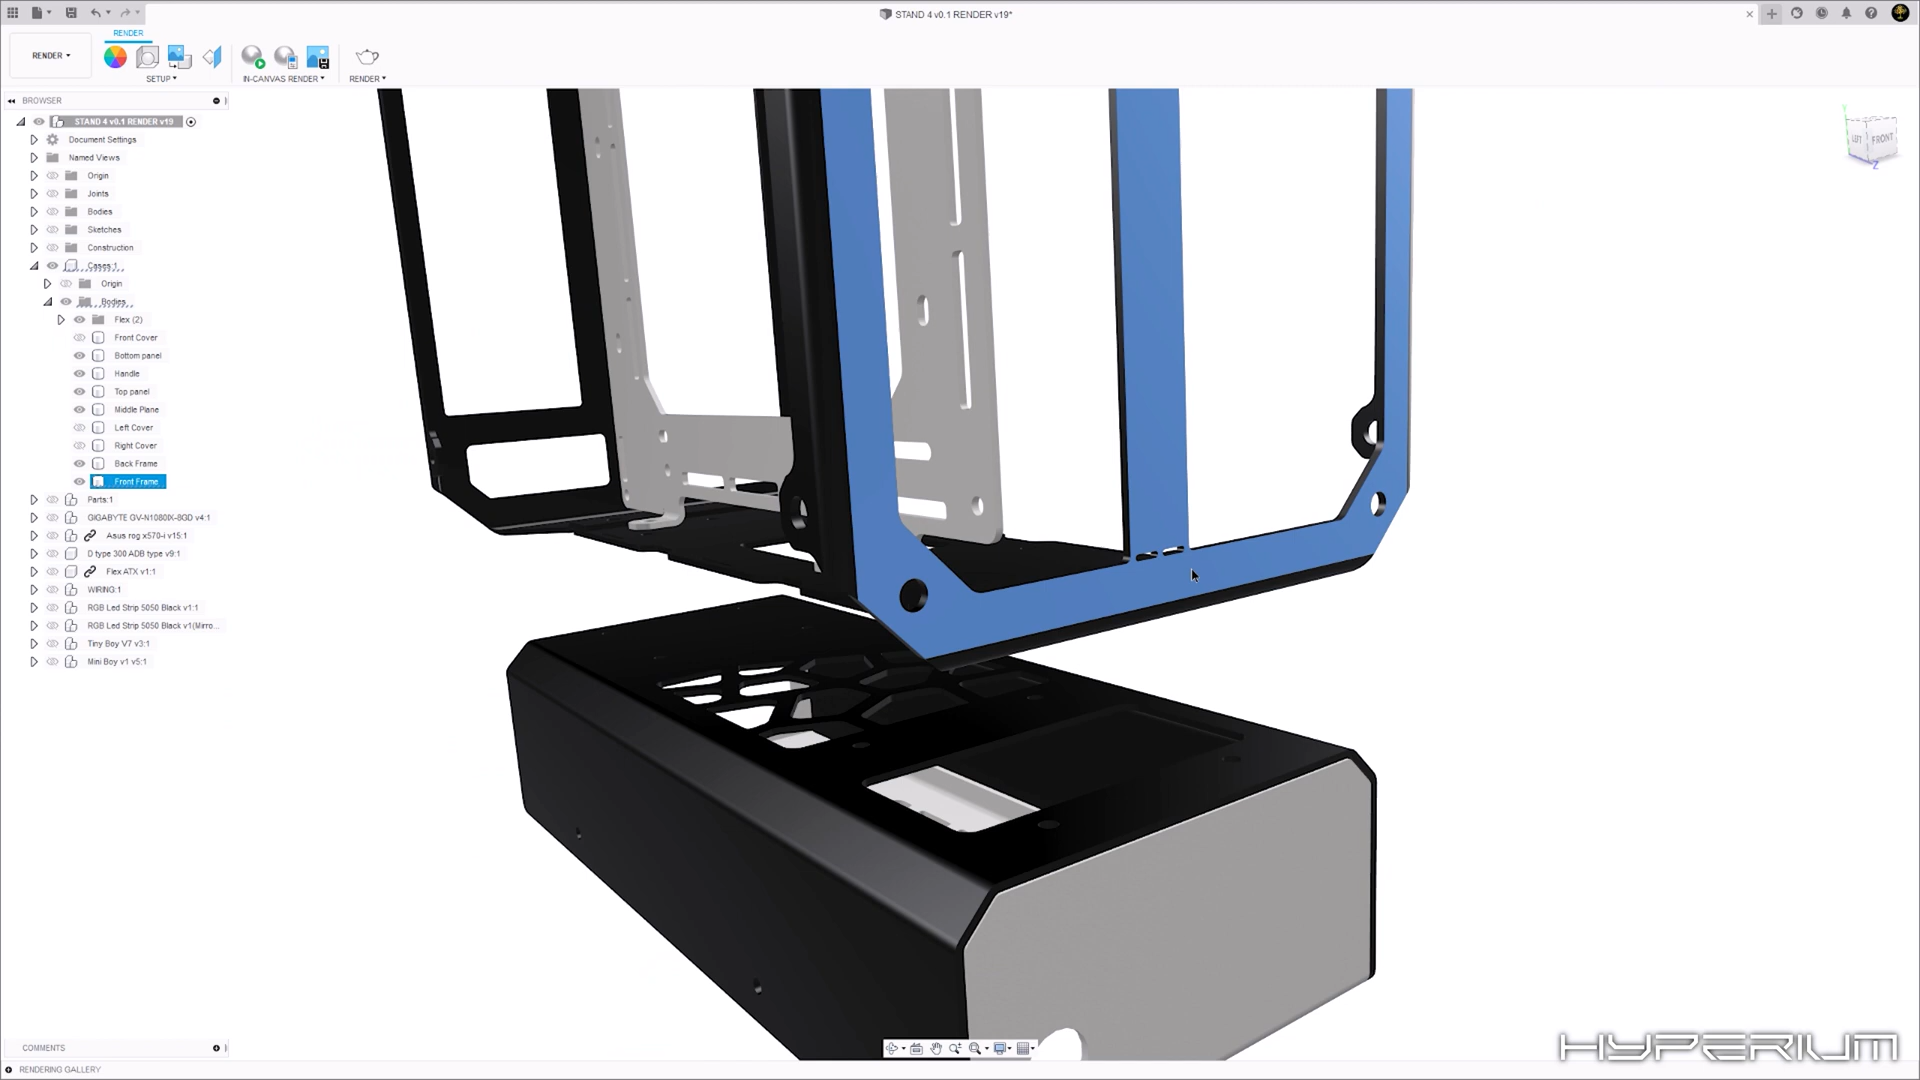 STAND 4 v0.1 RENDER v19*
RENDER
RENDER
SETUP
IN-CANVAS RENDER
RENDER
BROWSER
STAND 4 v0.1 RENDER v19
Document Settings
Named Views
Origin
Joints
Bodies
Sketches
Construction
Cases:1
Origin
Bodies
Flex (2)
Front Cover
Bottom panel
Handle
Top panel
Middle Plane
Left Cover
Right Cover
Back Frame
Front Frame
Parts:1
GIGABYTE GV-N1080IX-8GD v4:1
Asus rog x570-i v15:1
D type 300 ADB type v9:1
Flex ATX v1:1
WIRING:1
RGB Led Strip 5050 Black v1:1
RGB Led Strip 5050 Black v1(Mirro...
Tiny Boy V7 v3:1
Mini Boy v1 v5:1
Y
FRONT
Z
COMMENTS
RENDERING GALLERY
HYPERIUM